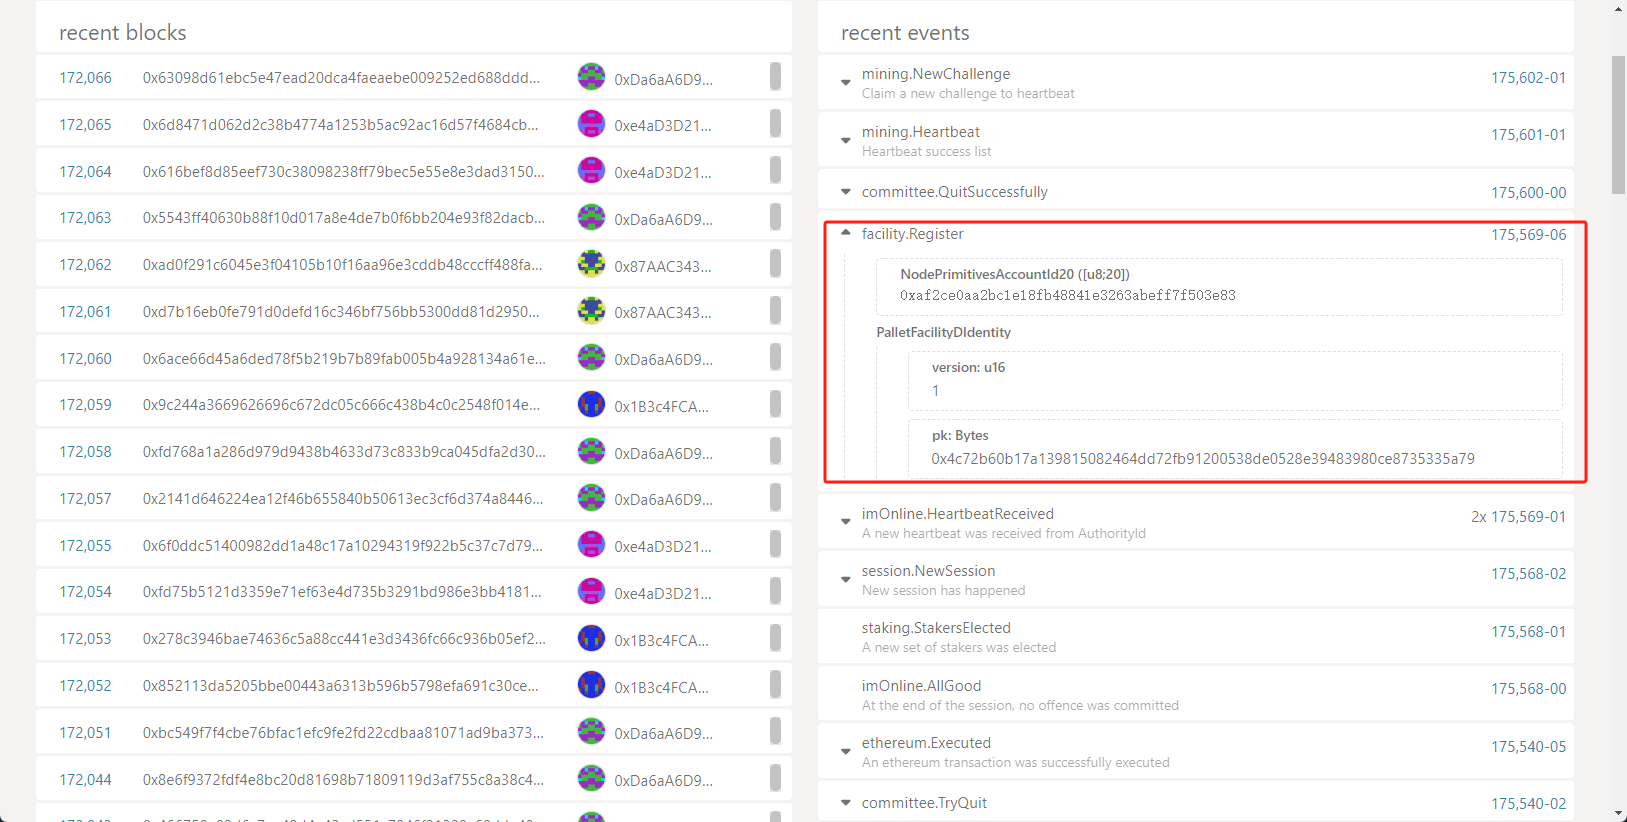 recent blocks
172,066 0x63098d61ebc5e47ead20dca4faeaebe009252ed688ddd... 0xDa6aA6D9...
172,065 0x6d8471d062d2c38b4774a1253b5ac92ac16d57f4684cb... 0xe4aD3D21...
172,064 0x616bef8d85eef730c38098238ff79bec5e55e8e3dad3150... 0xe4aD3D21...
172,063 0x5543ff40630b88f10d017a8e4de7b0f6bb204e93f82dacb... 0xDa6aA6D9...
172,062 0xad0f291c6045e3f04105b10f16aa96e3cddb48cccff488fa... 0x87AAC343...
172,061 0xd7b16eb0fe791d0defd16c346bf756bb5300dd81d2950... 0x87AAC343...
172,060 0x6ace66d45a6ded78f5b219b7b89fab005b4a928134a61e... 0xDa6aA6D9...
172,059 0x9c244a3669626696c672dc05c666c438b4c0c2548f014e... 0x1B3c4FCA...
172,058 0xfd768a1a286d979d9438b4633d73c833b9ca045dfa2d30... 0xDa6aA6D9...
172,057 0x2141d646224ea12f46b655840b50613ec3cf6d374a8446... 0xDa6aA6D9...
172,055 0x6f0ddc51400982dd1a48c17a10294319f922b5c37c7d79... 0xe4aD3D21...
172,054 0xfd75b5121d3359e71ef63e4d735b3291bd986e3bb4181... 0xe4aD3D21...
172,053 0x278c3946bae74636c5a88cc441e3d3436fc66c936b05ef2... 0x1B3c4FCA...
172,052 0x852113da5205bbe00443a6313b596b5798efa691c30ce... 0x1B3c4FCA...
172,051 0xbc549f7f4cbe76bfac1efc9fe2fd22cdbaa81071ad9ba373... 0xDa6aA6D9...
172,044 0x8e6f9372fdf4e8bc20d81698b71809119d3af755c8a38c4... 0xDa6aA6D9...
recent events
mining.NewChallenge 175,602-01
Claim a new challenge to heartbeat
mining.Heartbeat 175,601-01
Heartbeat success list
committee.QuitSuccessfully 175,600-00
facility.Register 175,569-06
NodePrimitivesAccountId20 ([u8;20])
0xaf2ce0aa2bc1e18fb48841e3263abeff7f503e83
PalletFacilityDIdentity
version: u16
1
pk: Bytes
0x4c72b60b17a139815082464dd72fb91200538de0528e39483980ce8735335a79
imOnline.HeartbeatReceived 2x 175,569-01
A new heartbeat was received from AuthorityId
session.NewSession 175,568-02
New session has happened
staking.StakersElected 175,568-01
A new set of stakers was elected
imOnline.AllGood 175,568-00
At the end of the session, no offence was committed
ethereum.Executed 175,540-05
An ethereum transaction was successfully executed
committee.TryQuit 175,540-02